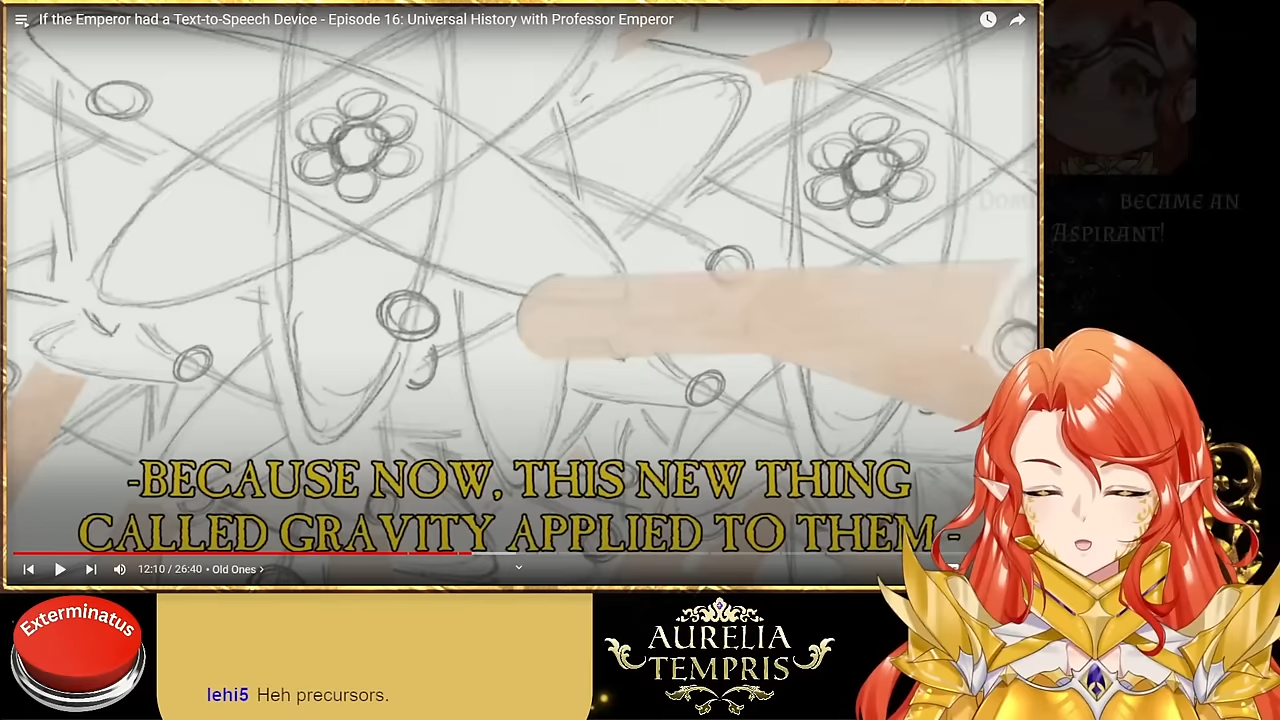 If the Emperor had a Text-to-Speech Device - Episode 16: Universal History with Professor Emperor
BECAME AN
ASPIRANT!
-BECAUSE NOW, THIS NEW THING
CALLED GRAVITY APPLIED TO THEM -
12:10 / 26:40 • Old Ones ›
Exterminatus
AURELIA
TEMPRIS
lehi5 Heh precursors.